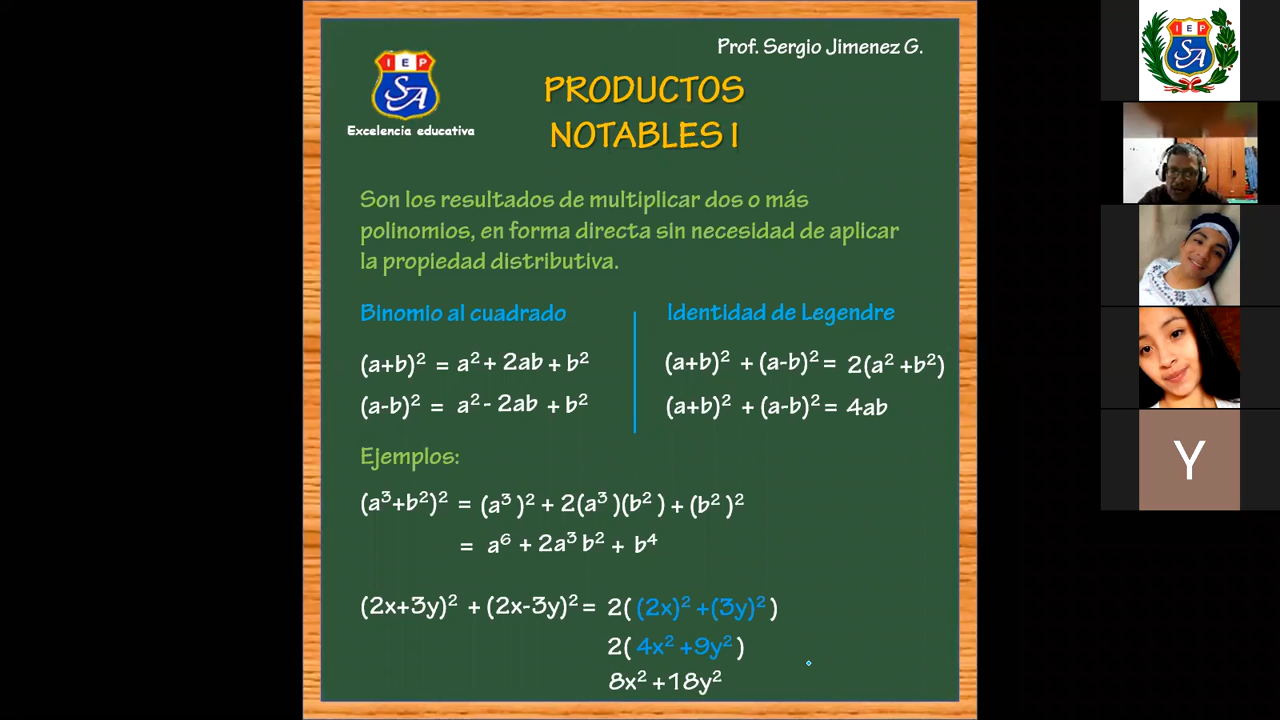 Prof. Sergio Jimenez G.
I E P
SA
Excelencia educativa
PRODUCTOS
NOTABLES I
Son los resultados de multiplicar dos o más
polinomios, en forma directa sin necesidad de aplicar
la propiedad distributiva.
Binomio al cuadrado
(a+b)² = a² + 2ab + b²
(a-b)² = a² - 2ab + b²
Identidad de Legendre
(a+b)² + (a-b)² = 2(a² +b²)
(a+b)² + (a-b)² = 4ab
Ejemplos:
(a³+b²)² = (a³ )² + 2(a³ )(b² ) + (b² )²
= a⁶ + 2a³ b² + b⁴
(2x+3y)² + (2x-3y)² = 2( (2x)² +(3y)² )
2( 4x² +9y² )
8x² +18y²
I E P
SA
Y